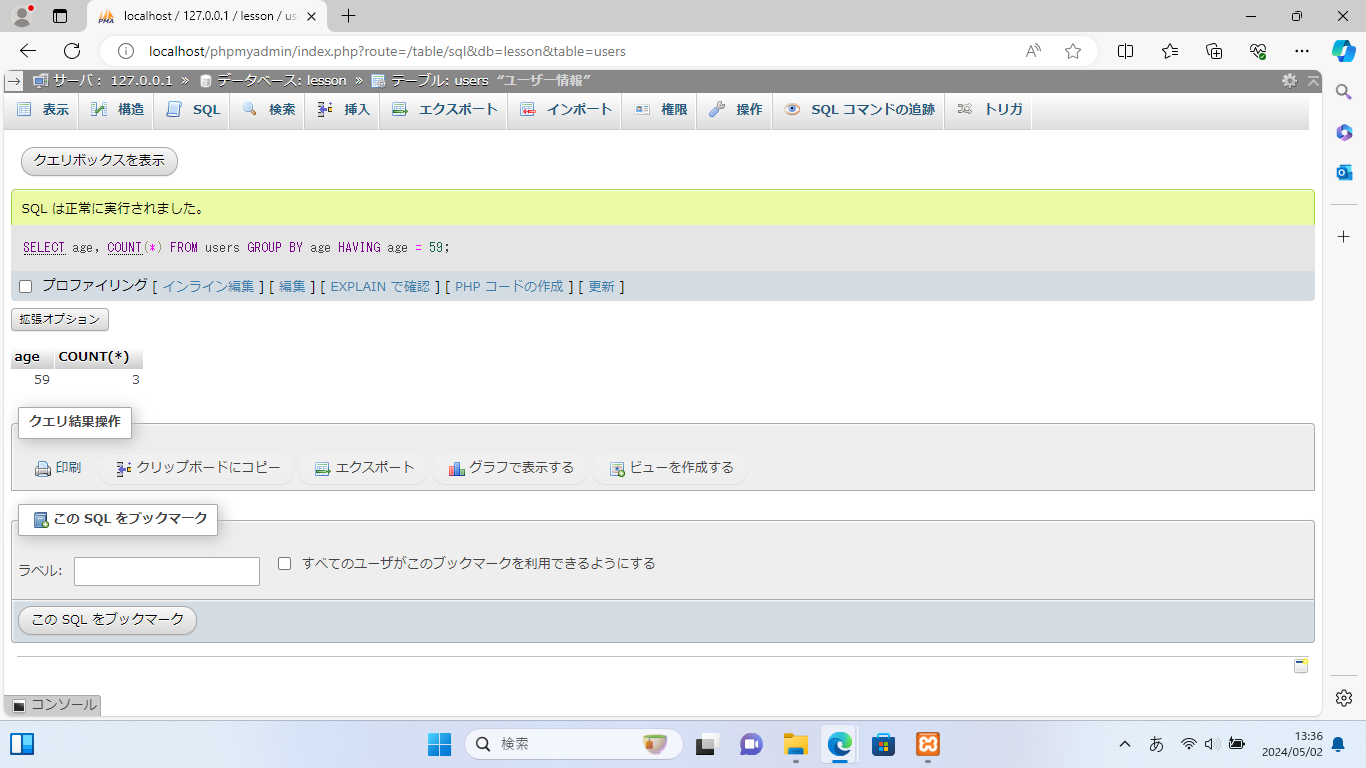 localhost / 127.0.0.1 / lesson / us
localhost/phpmyadmin/index.php?route=/table/sql&db=lesson&table=users
サーバ: 127.0.0.1 » データベース: lesson » テーブル: users “ユーザー情報”
表示 構造 SQL 検索 挿入 エクスポート インポート 権限 操作 SQL コマンドの追跡 トリガ
クエリボックスを表示
SQL は正常に実行されました。
SELECT age, COUNT(*) FROM users GROUP BY age HAVING age = 59;
プロファイリング [ インライン編集 ] [ 編集 ] [ EXPLAIN で確認 ] [ PHP コードの作成 ] [ 更新 ]
拡張オプション
age COUNT(*)
59 3
クエリ結果操作
印刷 クリップボードにコピー エクスポート グラフで表示する ビューを作成する
この SQL をブックマーク
ラベル: すべてのユーザがこのブックマークを利用できるようにする
この SQL をブックマーク
コンソール
検索
あ
13:36
2024/05/02